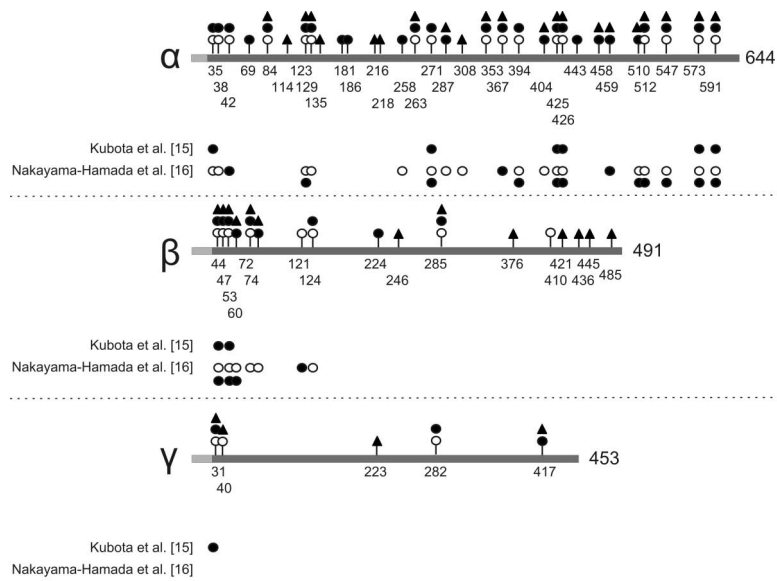 α
644
35 69 84 123 181 216 271 308 353 394 443 458 510 547 573
38 114 129 186 218 258 287 367 404 459 512 591
42 135 263 425
426
Kubota et al. [15]
Nakayama-Hamada et al. [16]
β
491
44 72 121 224 285 376 421 445
47 74 124 246 410 436 485
53
60
Kubota et al. [15]
Nakayama-Hamada et al. [16]
γ
453
31 223 282 417
40
Kubota et al. [15]
Nakayama-Hamada et al. [16]